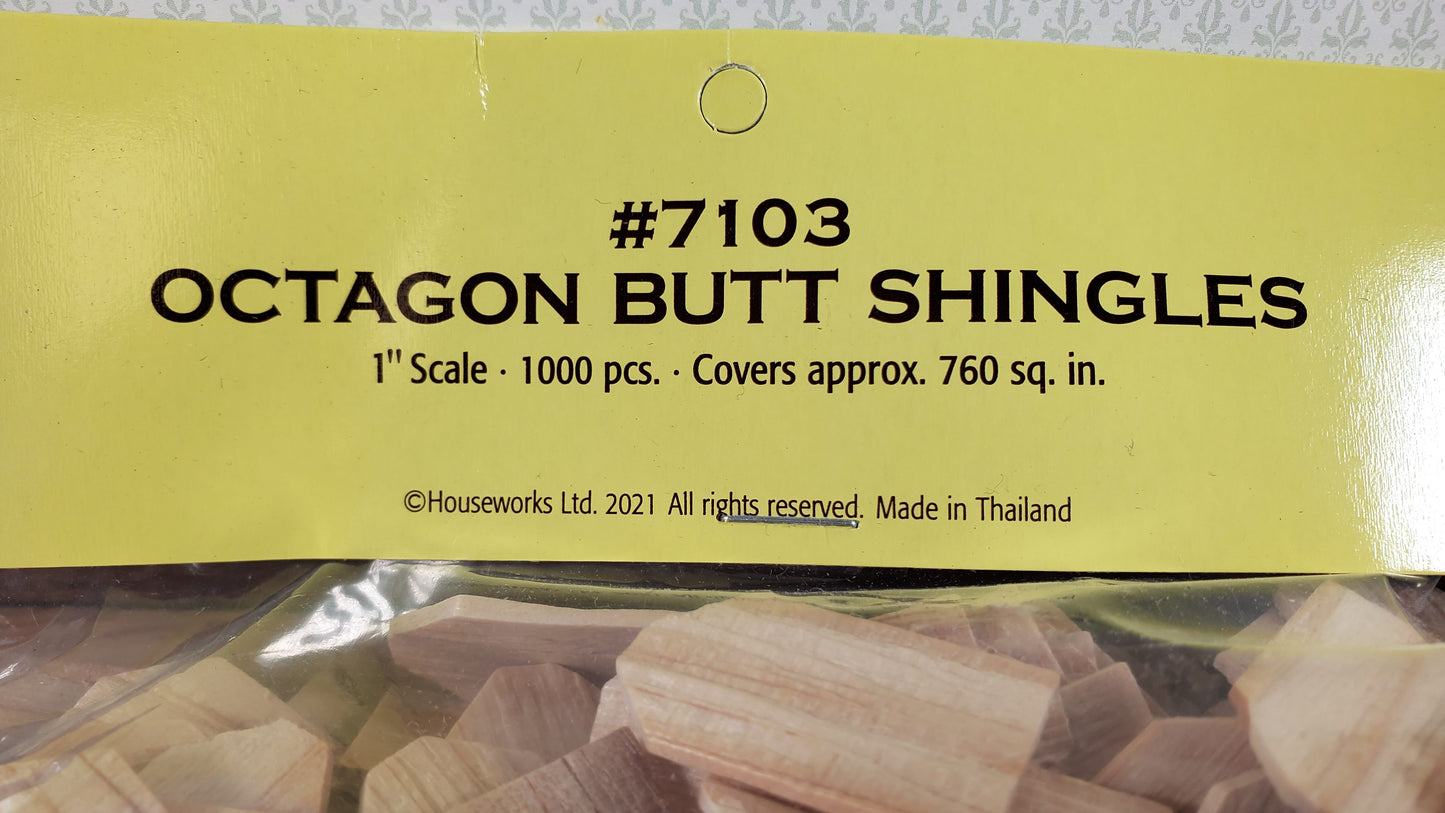 #7103
OCTAGON BUTT SHINGLES
1" Scale · 1000 pcs. · Covers approx. 760 sq. in.
©Houseworks Ltd. 2021 All rights reserved. Made in Thailand